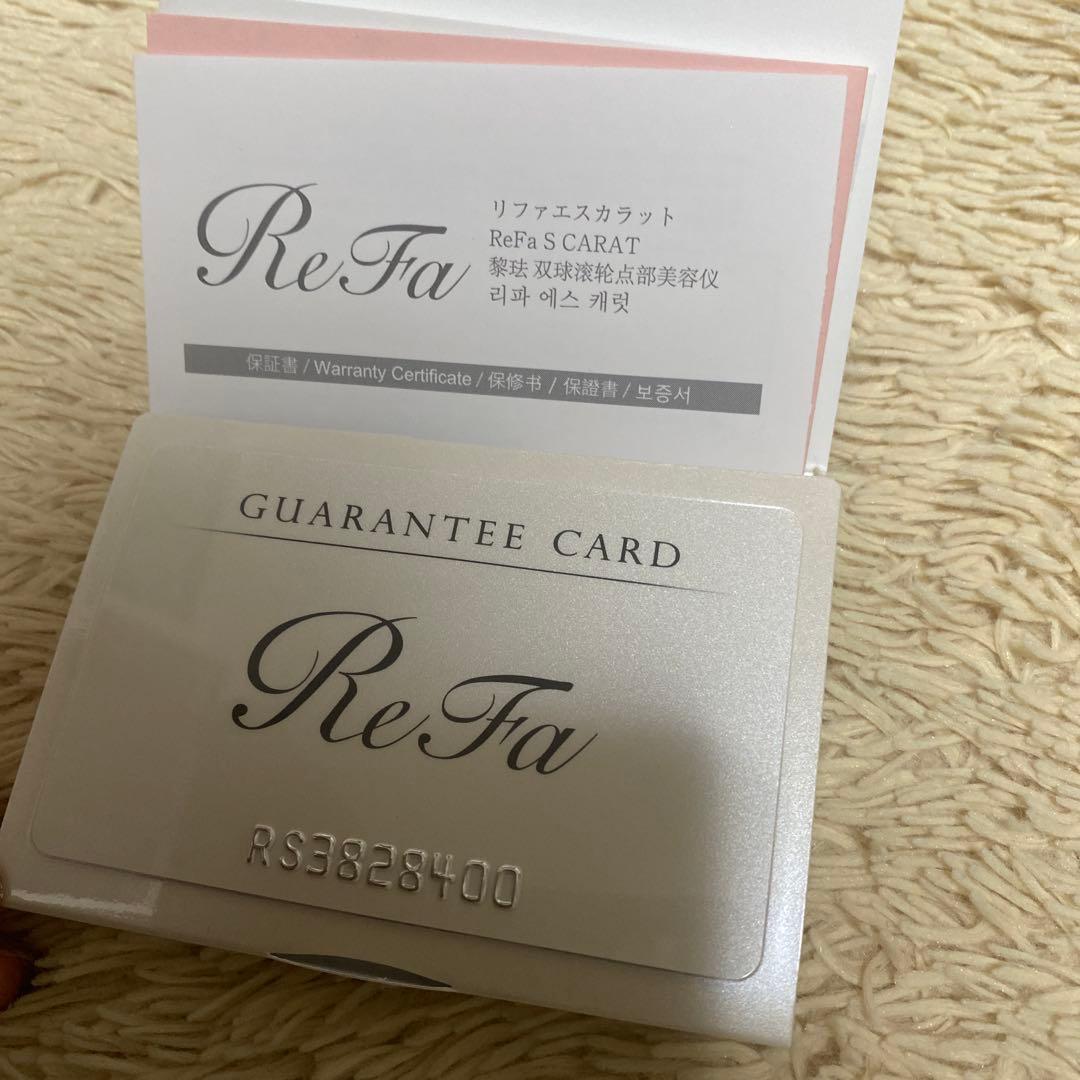 ReFa
リファエスカラット
ReFa S CARAT
黎珐 双球滚轮点部美容仪
리파 에스 캐럿
保証書 / Warranty Certificate / 保修书 / 保證書 / 보증서
GUARANTEE CARD
ReFa
RS3828400